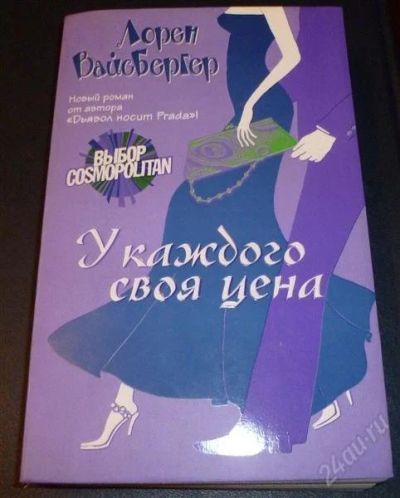 Лорен
Вайсбергер
Новый роман
от автора
«Дьявол носит Prada»!
ВЫБОР
COSMOPOLITAN
У каждого
своя цена
24au.ru